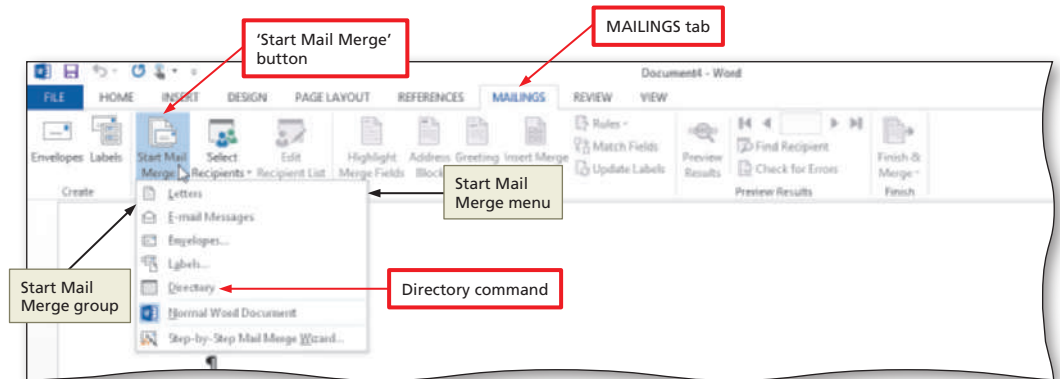 MAILINGS tab
'Start Mail Merge'
button
Document4 - Word
FILE HOME INSERT DESIGN PAGE LAYOUT REFERENCES MAILINGS REVIEW VIEW
Envelopes Labels Start Mail Merge Select Recipients Edit Recipient List Highlight Merge Fields Address Block Greeting Insert Merge
Rules
Match Fields
Update Labels
Preview Results
Find Recipient
Check for Errors
Finish & Merge
Create Preview Results Finish
Start Mail
Merge menu
Letters
E-mail Messages
Envelopes...
Labels...
Directory
Normal Word Document
Step-by-Step Mail Merge Wizard...
Start Mail
Merge group
Directory command
¶